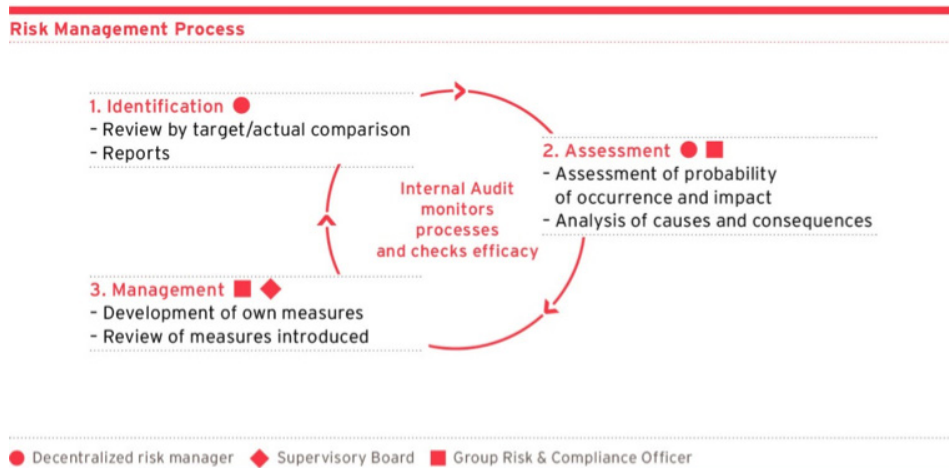 Risk Management Process
1. Identification
– Review by target/actual comparison
– Reports
2. Assessment
– Assessment of probability
of occurrence and impact
– Analysis of causes and consequences
Internal Audit
monitors
processes
and checks efficacy
3. Management
– Development of own measures
– Review of measures introduced
Decentralized risk manager
Supervisory Board
Group Risk & Compliance Officer